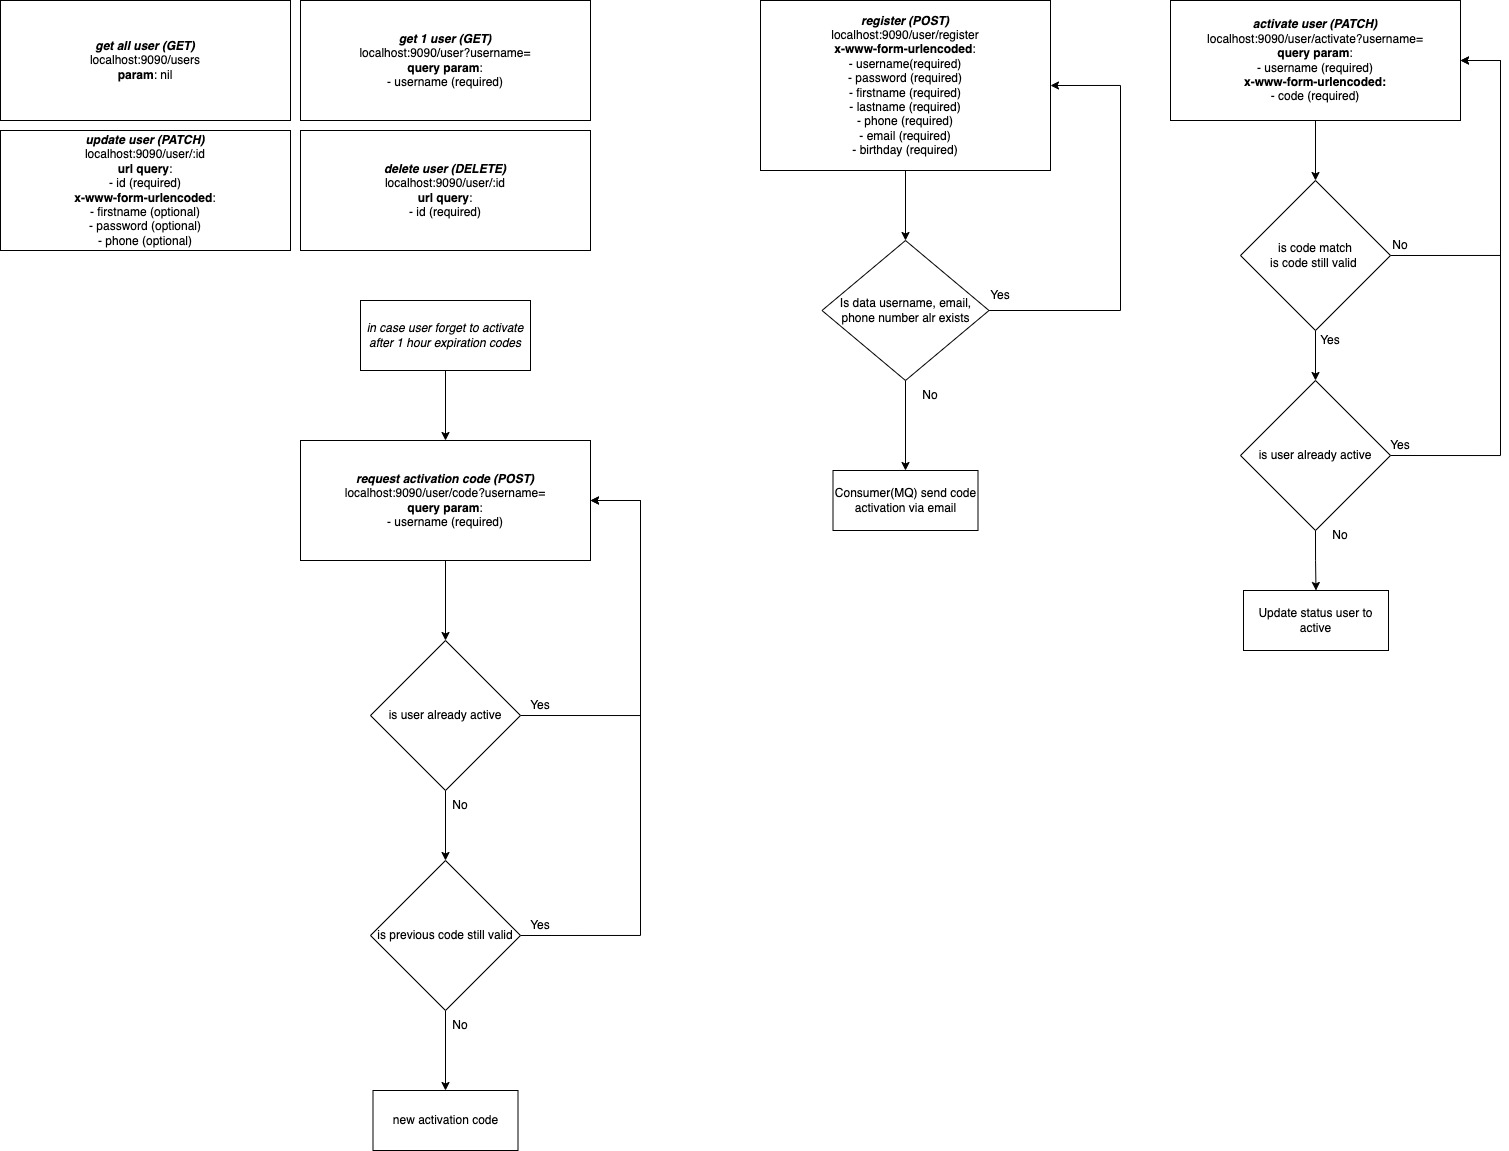 get all user (GET)
localhost:9090/users
param: nil
get 1 user (GET)
localhost:9090/user?username=
query param:
- username (required)
update user (PATCH)
localhost:9090/user/:id
url query:
- id (required)
x-www-form-urlencoded:
- firstname (optional)
- password (optional)
- phone (optional)
delete user (DELETE)
localhost:9090/user/:id
url query:
- id (required)
in case user forget to activate
after 1 hour expiration codes
request activation code (POST)
localhost:9090/user/code?username=
query param:
- username (required)
is user already active
Yes
No
is previous code still valid
Yes
No
new activation code
register (POST)
localhost:9090/user/register
x-www-form-urlencoded:
- username(required)
- password (required)
- firstname (required)
- lastname (required)
- phone (required)
- email (required)
- birthday (required)
Is data username, email,
phone number alr exists
Yes
No
Consumer(MQ) send code
activation via email
activate user (PATCH)
localhost:9090/user/activate?username=
query param:
- username (required)
x-www-form-urlencoded:
- code (required)
is code match
is code still valid
No
Yes
is user already active
Yes
No
Update status user to
active